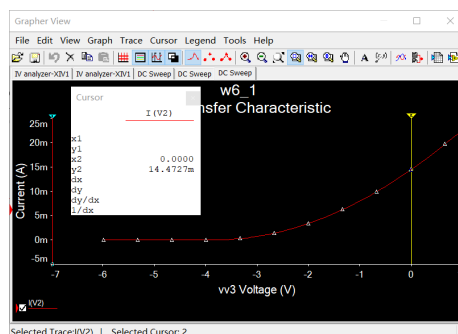 Grapher View
File Edit View Graph Trace Cursor Legend Tools Help
IV analyzer-XIV1 IV analyzer-XIV1 DC Sweep DC Sweep DC Sweep
w6_1
nsfer Characteristic
Cursor
I(V2)
x1
y1
x2 0.0000
y2 14.4727m
dx
dy
dy/dx
1/dx
Current (A)
25m
20m
15m
10m
5m
0m
-5m
-7 -6 -5 -4 -3 -2 -1 0
vv3 Voltage (V)
I(V2)
Selected Trace:I(V2) | Selected Cursor: 2